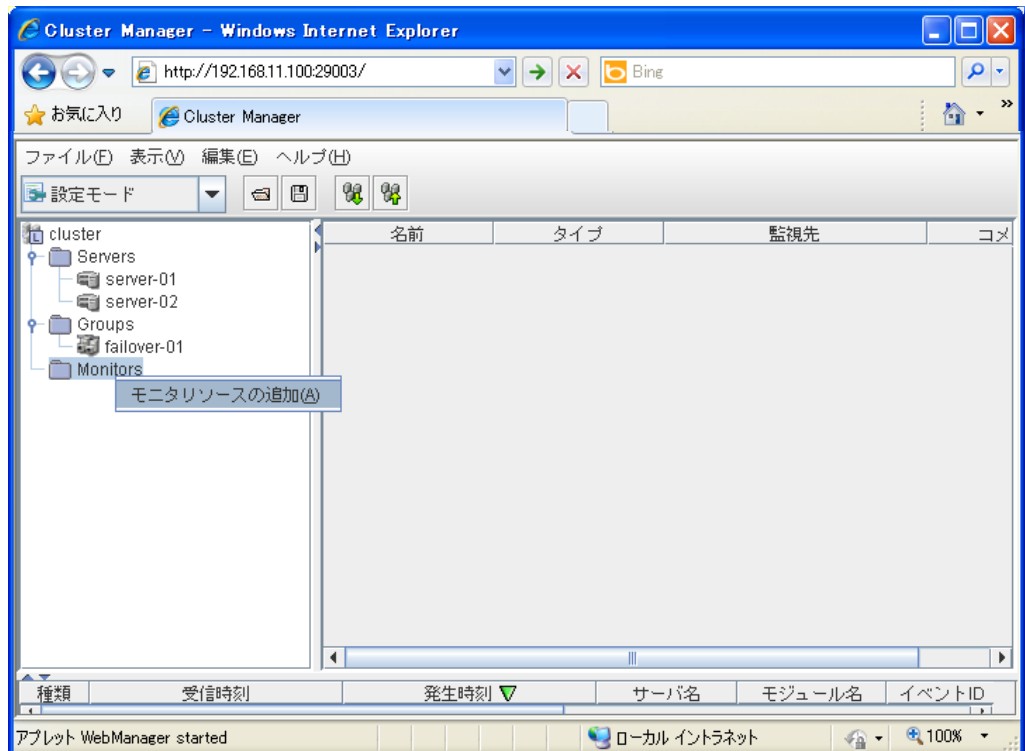 Cluster Manager - Windows Internet Explorer
http://192.168.11.100:29003/
Bing
お気に入り
Cluster Manager
ファイル(F) 表示(V) 編集(E) ヘルプ(H)
設定モード
cluster
Servers
server-01
server-02
Groups
failover-01
Monitors
モニタリソースの追加(A)
名前 タイプ 監視先 コメ
種類 受信時刻 発生時刻 サーバ名 モジュール名 イベントID
アプレット WebManager started ローカル イントラネット 100%